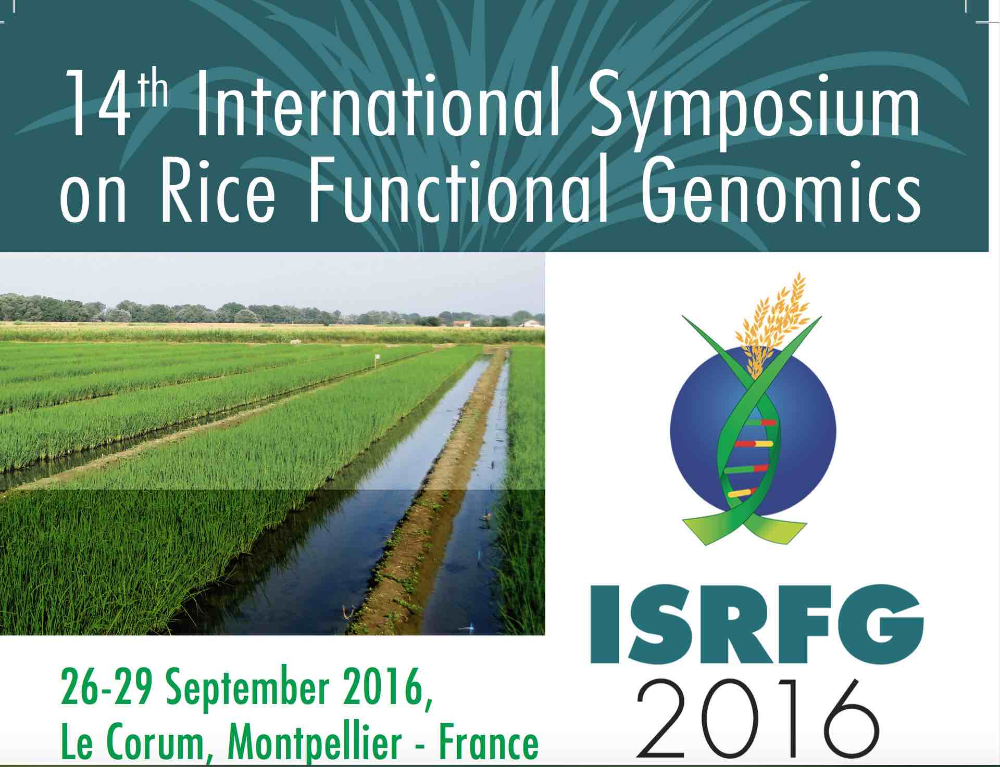 14th International Symposium
on Rice Functional Genomics
ISRFG
2016
26-29 September 2016,
Le Corum, Montpellier - France